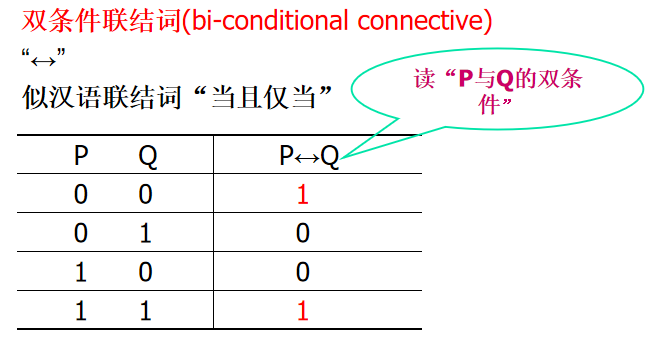 双条件联结词(bi-conditional connective)
“↔”
似汉语联结词“当且仅当”
读“P与Q的双条
件”
P Q P↔Q
0 0 1
0 1 0
1 0 0
1 1 1